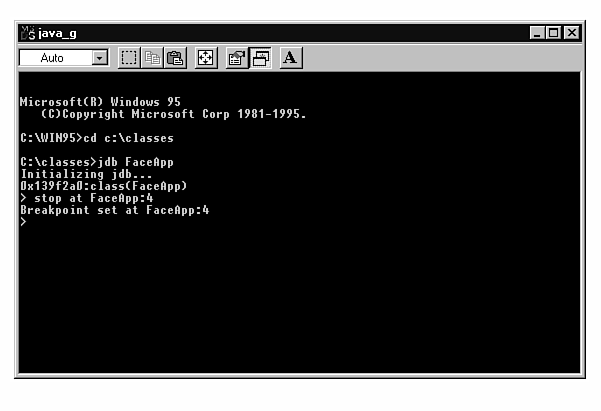 java_g
Auto
A
Microsoft(R) Windows 95
(C)Copyright Microsoft Corp 1981-1995.
C:\WIN95>cd c:\classes
C:\classes>jdb FaceApp
Initializing jdb...
0x139f2a0:class(FaceApp)
> stop at FaceApp:4
Breakpoint set at FaceApp:4
>